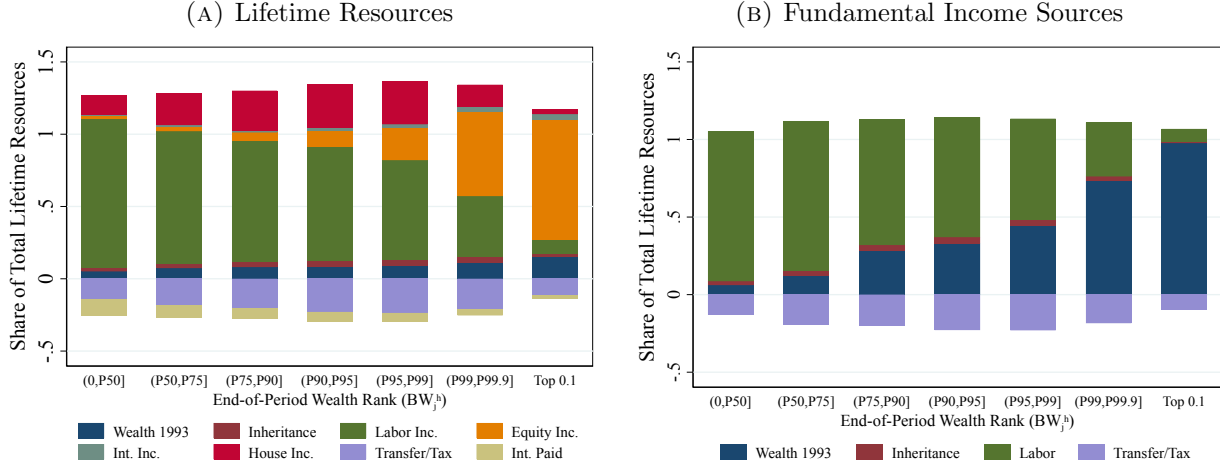 (A) Lifetime Resources
Share of Total Lifetime Resources
1.5
1
.5
0
-.5
(0,P50] (P50,P75] (P75,P90] (P90,P95] (P95,P99] (P99,P99.9] Top 0.1
End-of-Period Wealth Rank (BW_j^h)
Wealth 1993 Inheritance Labor Inc. Equity Inc.
Int. Inc. House Inc. Transfer/Tax Int. Paid
(B) Fundamental Income Sources
Share of Total Lifetime Resources
1.5
1
.5
0
-.5
(0,P50] (P50,P75] (P75,P90] (P90,P95] (P95,P99] (P99,P99.9] Top 0.1
End-of-Period Wealth Rank (BW_j^h)
Wealth 1993 Inheritance Labor Transfer/Tax